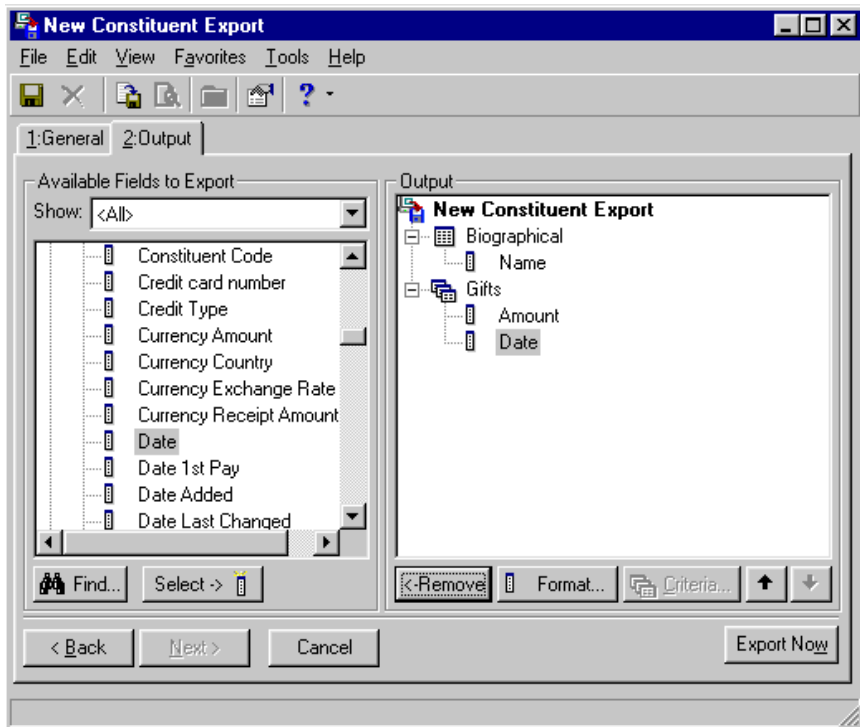 New Constituent Export
File Edit View Favorites Tools Help
1:General 2:Output
Available Fields to Export
Show: <All>
Constituent Code
Credit card number
Credit Type
Currency Amount
Currency Country
Currency Exchange Rate
Currency Receipt Amount
Date
Date 1st Pay
Date Added
Date Last Changed
Find... Select ->
Output
New Constituent Export
Biographical
Name
Gifts
Amount
Date
<-Remove Format... Criteria...
< Back Next > Cancel Export Now